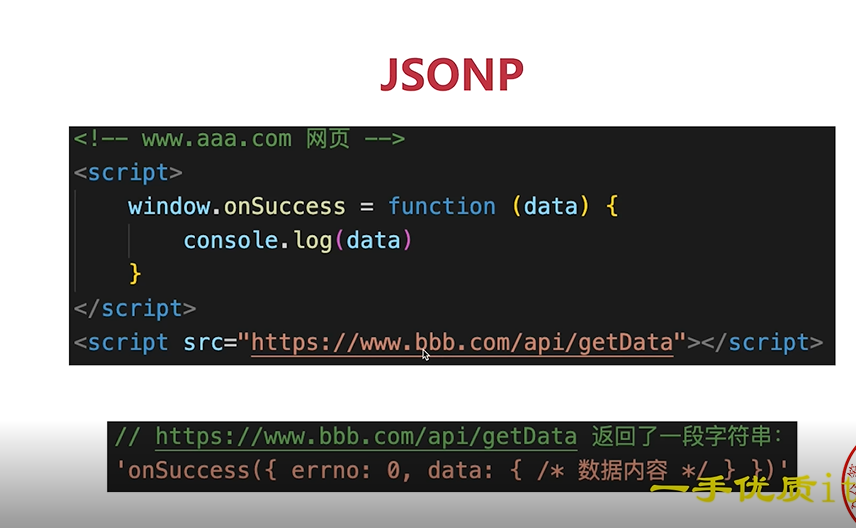 JSONP
<!-- www.aaa.com 网页 -->
<script>
window.onSuccess = function (data) {
console.log(data)
}
</script>
<script src="https://www.bbb.com/api/getData"></script>
// https://www.bbb.com/api/getData 返回了一段字符串：
'onSuccess({ errno: 0, data: { /* 数据内容 */ } })'
一手优质it